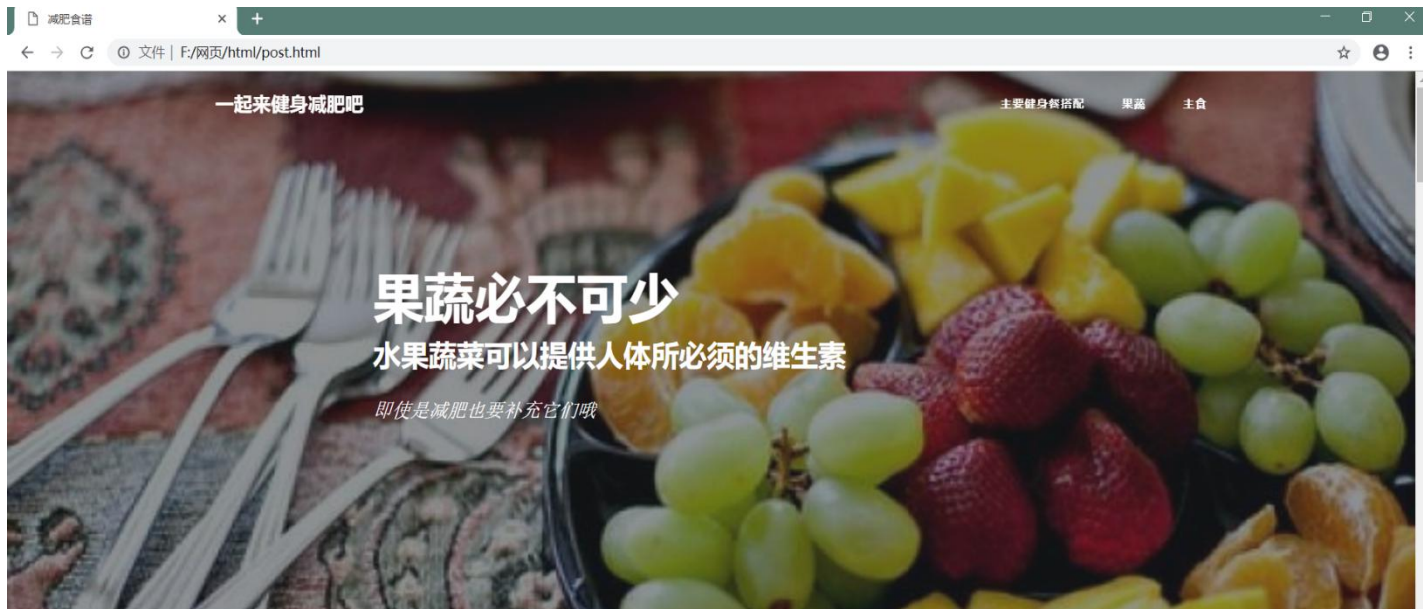 减肥食谱
文件 | F:/网页/html/post.html
一起来健身减肥吧
主要健身餐搭配 果蔬 主食
果蔬必不可少
水果蔬菜可以提供人体所必须的维生素
即使是减肥也要补充它们哦